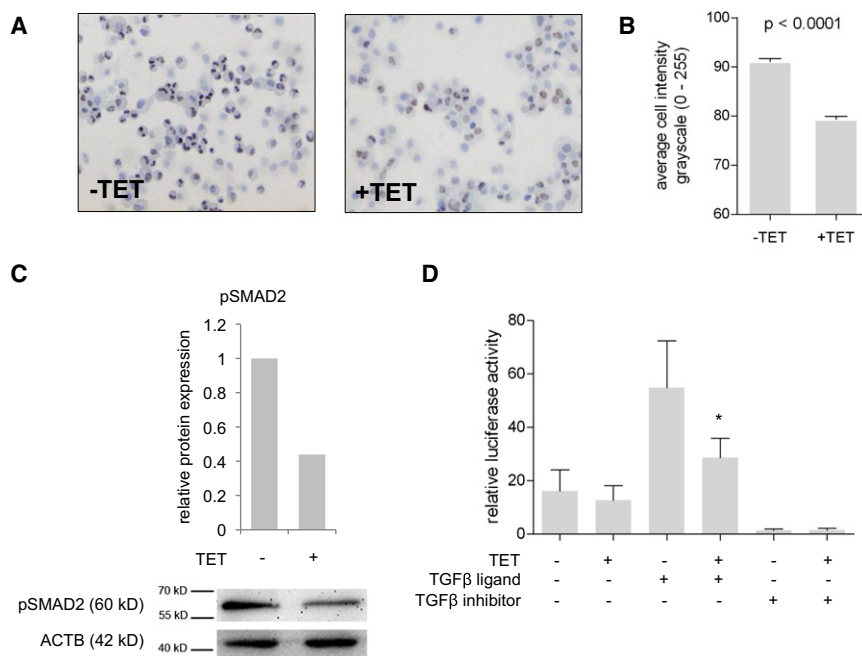 A
-TET
+TET
B
average cell intensity
grayscale (0 - 255)
100
90
80
70
60
p < 0.0001
-TET
+TET
C
pSMAD2
relative protein expression
1.2
1
0.8
0.6
0.4
0.2
0
TET - +
pSMAD2 (60 kD)
70 kD
55 kD
ACTB (42 kD)
40 kD
D
relative luciferase activity
80
60
40
20
0
*
TET - + - + - +
TGFβ ligand - - + + - -
TGFβ inhibitor - - - - + +